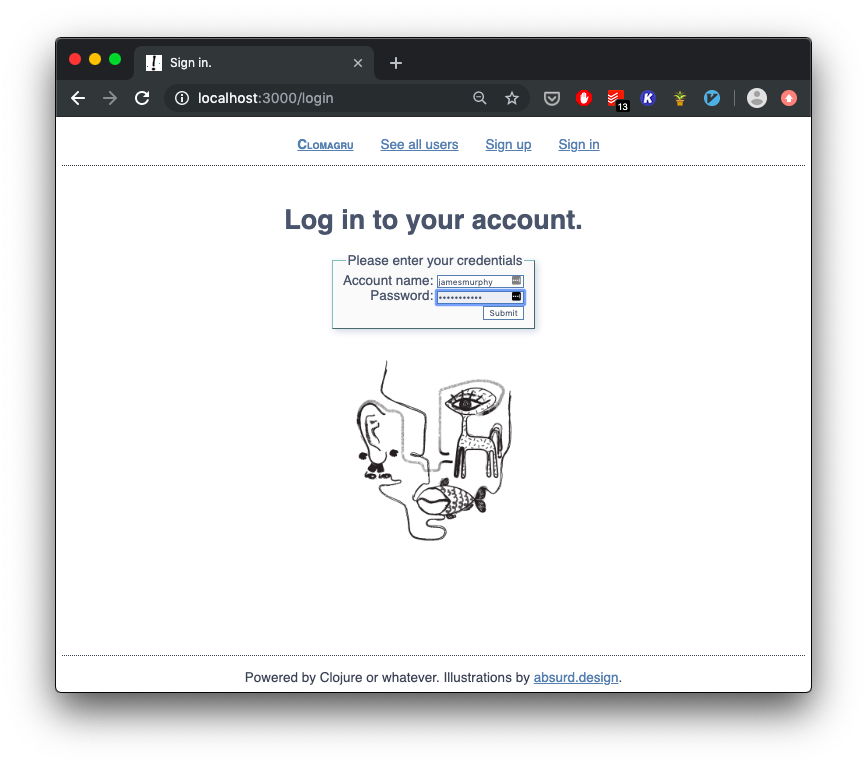 Sign in.
localhost:3000/login
13
K
Clomagru See all users Sign up Sign in
Log in to your account.
Please enter your credentials
Account name: jamesmurphy
Password: •••••••••••
Submit
Powered by Clojure or whatever. Illustrations by absurd.design.